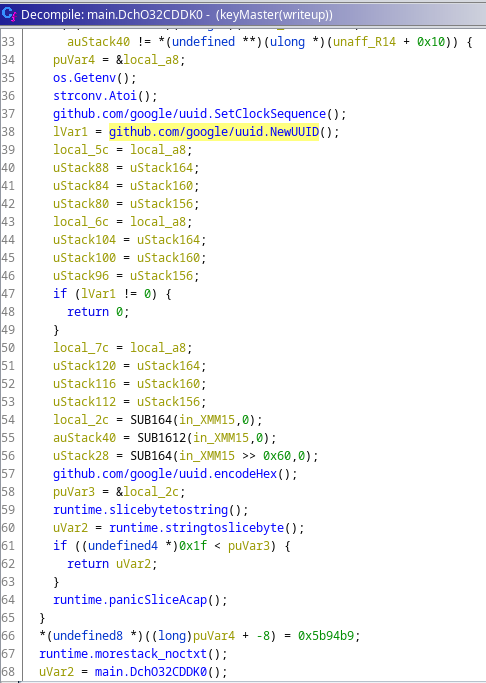 Decompile: main.DchO32CDDK0 - (keyMaster(writeup))
33 auStack40 != *(undefined **)(ulong *)(unaff_R14 + 0x10)) {
34 puVar4 = &local_a8;
35 os.Getenv();
36 strconv.Atoi();
37 github.com/google/uuid.SetClockSequence();
38 lVar1 = github.com/google/uuid.NewUUID();
39 local_5c = local_a8;
40 uStack88 = uStack164;
41 uStack84 = uStack160;
42 uStack80 = uStack156;
43 local_6c = local_a8;
44 uStack104 = uStack164;
45 uStack100 = uStack160;
46 uStack96 = uStack156;
47 if (lVar1 != 0) {
48 return 0;
49 }
50 local_7c = local_a8;
51 uStack120 = uStack164;
52 uStack116 = uStack160;
53 uStack112 = uStack156;
54 local_2c = SUB164(in_XMM15,0);
55 auStack40 = SUB1612(in_XMM15,0);
56 uStack28 = SUB164(in_XMM15 >> 0x60,0);
57 github.com/google/uuid.encodeHex();
58 puVar3 = &local_2c;
59 runtime.slicebytetostring();
60 uVar2 = runtime.stringtoslicebyte();
61 if ((undefined4 *)0x1f < puVar3) {
62 return uVar2;
63 }
64 runtime.panicSliceAcap();
65 }
66 *(undefined8 *)((long)puVar4 + -8) = 0x5b94b9;
67 runtime.morestack_noctxt();
68 uVar2 = main.DchO32CDDK0();